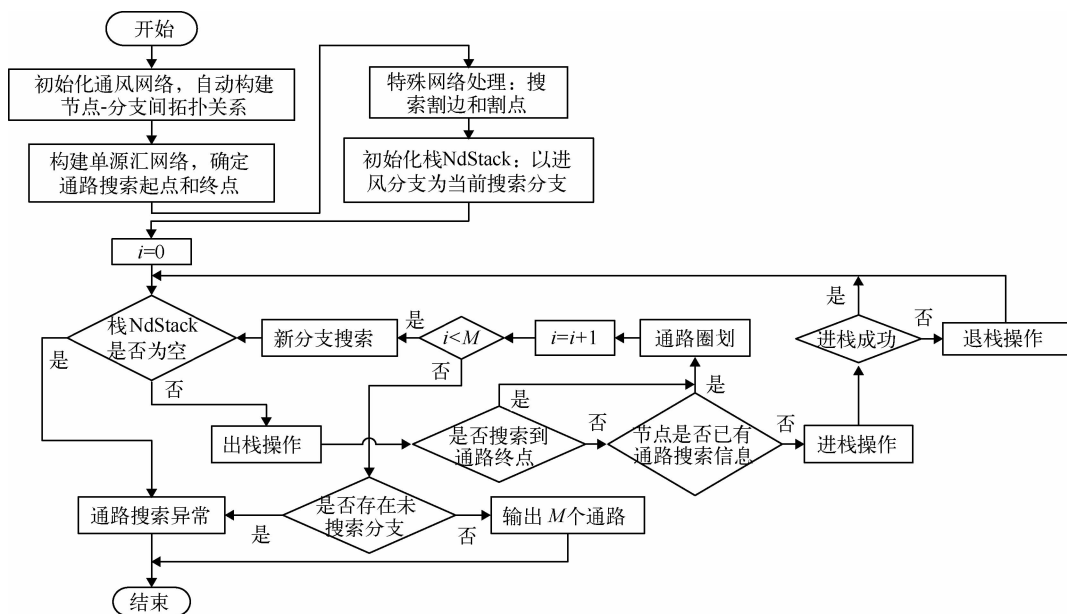 开始
初始化通风网络，自动构建
节点-分支间拓扑关系
构建单源汇网络，确定
通路搜索起点和终点
特殊网络处理：搜
索割边和割点
初始化栈NdStack：以进
风分支为当前搜索分支
i=0
栈NdStack
是否为空
是
否
新分支搜索
是
i<M
否
i=i+1
通路圈划
是
进栈成功
否
退栈操作
出栈操作
是否搜索到
通路终点
是
否
节点是否已有
通路搜索信息
是
否
进栈操作
通路搜索异常
是
是否存在未
搜索分支
否
输出 M个通路
结束